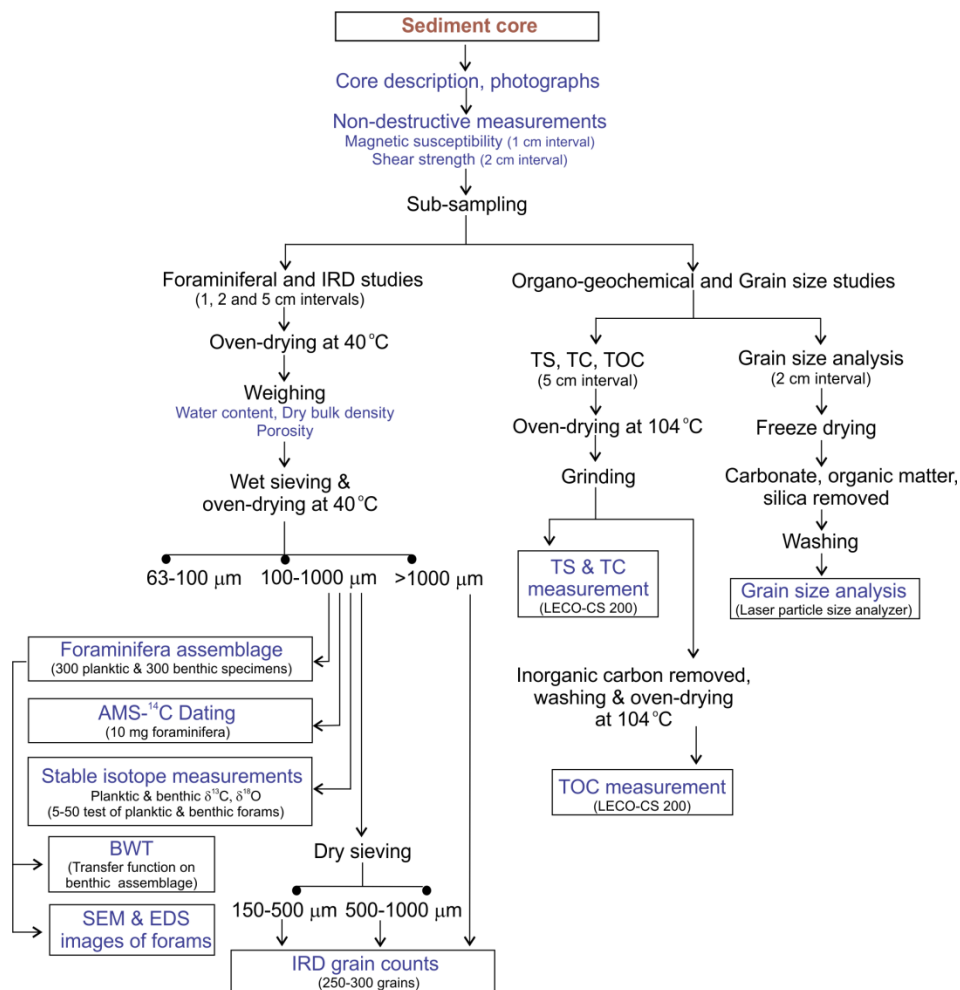 Sediment core
Core description, photographs
Non-destructive measurements
Magnetic susceptibility (1 cm interval)
Shear strength (2 cm interval)
Sub-sampling
Foraminiferal and IRD studies
(1, 2 and 5 cm intervals)
Oven-drying at 40 °C
Weighing
Water content, Dry bulk density
Porosity
Wet sieving &
oven-drying at 40 °C
63-100 μm
100-1000 μm
>1000 μm
Foraminifera assemblage
(300 planktic & 300 benthic specimens)
AMS-¹⁴C Dating
(10 mg foraminifera)
Stable isotope measurements
Planktic & benthic δ¹³C, δ¹⁸O
(5-50 test of planktic & benthic forams)
BWT
(Transfer function on
benthic assemblage)
SEM & EDS
images of forams
Dry sieving
150-500 μm
500-1000 μm
IRD grain counts
(250-300 grains)
Organo-geochemical and Grain size studies
TS, TC, TOC
(5 cm interval)
Oven-drying at 104 °C
Grinding
TS & TC
measurement
(LECO-CS 200)
Inorganic carbon removed,
washing & oven-drying
at 104 °C
TOC measurement
(LECO-CS 200)
Grain size analysis
(2 cm interval)
Freeze drying
Carbonate, organic matter,
silica removed
Washing
Grain size analysis
(Laser particle size analyzer)